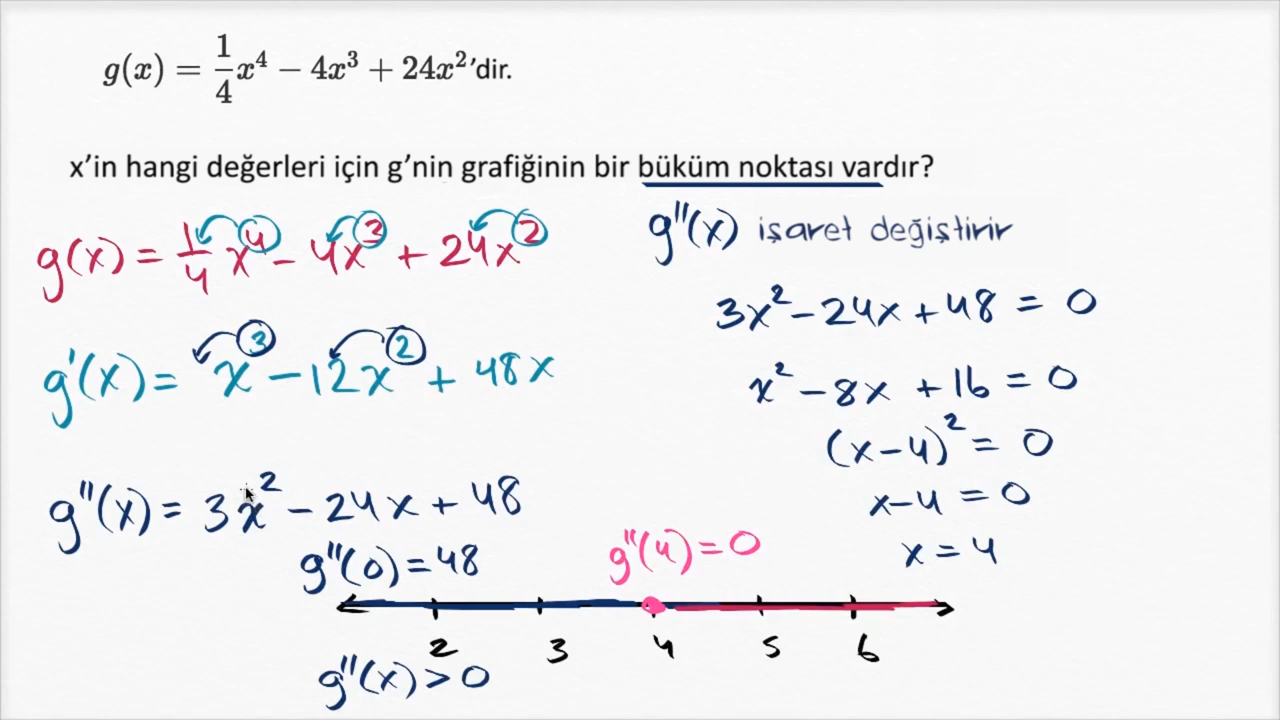 g(x) = 1/4 x⁴ − 4x³ + 24x²'dir.
x'in hangi değerleri için g'nin grafiğinin bir büküm noktası vardır?
g(x) = 1/4 x⁴ − 4x³ + 24x²
g'(x) = x³ − 12x² + 48x
g''(x) = 3x² − 24x + 48
g''(0) = 48
g''(x) işaret değiştirir
3x² − 24x + 48 = 0
x² − 8x + 16 = 0
(x − 4)² = 0
x − 4 = 0
x = 4
g''(4) = 0
2 3 4 5 6
g''(x) > 0